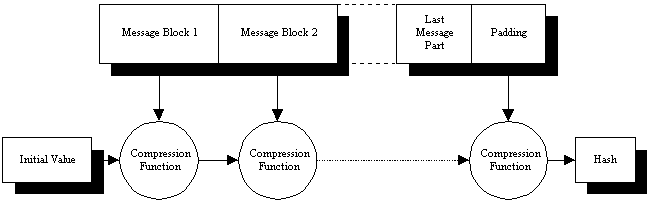 Message Block 1
Message Block 2
Last
Message
Part
Padding
Initial Value
Compression
Function
Compression
Function
Compression
Function
Hash